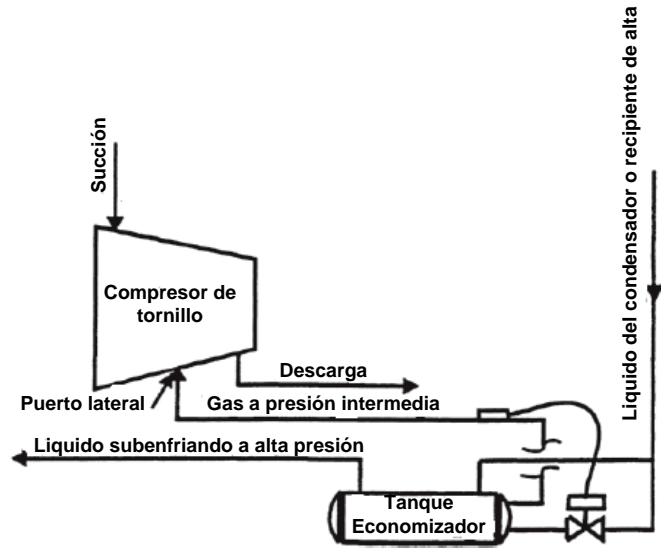 Liquido del condensador o recipiente de alta
Succión
Compresor de
tornillo
Descarga
Puerto lateral
Gas a presión intermedia
Liquido subenfriando a alta presión
Tanque
Economizador